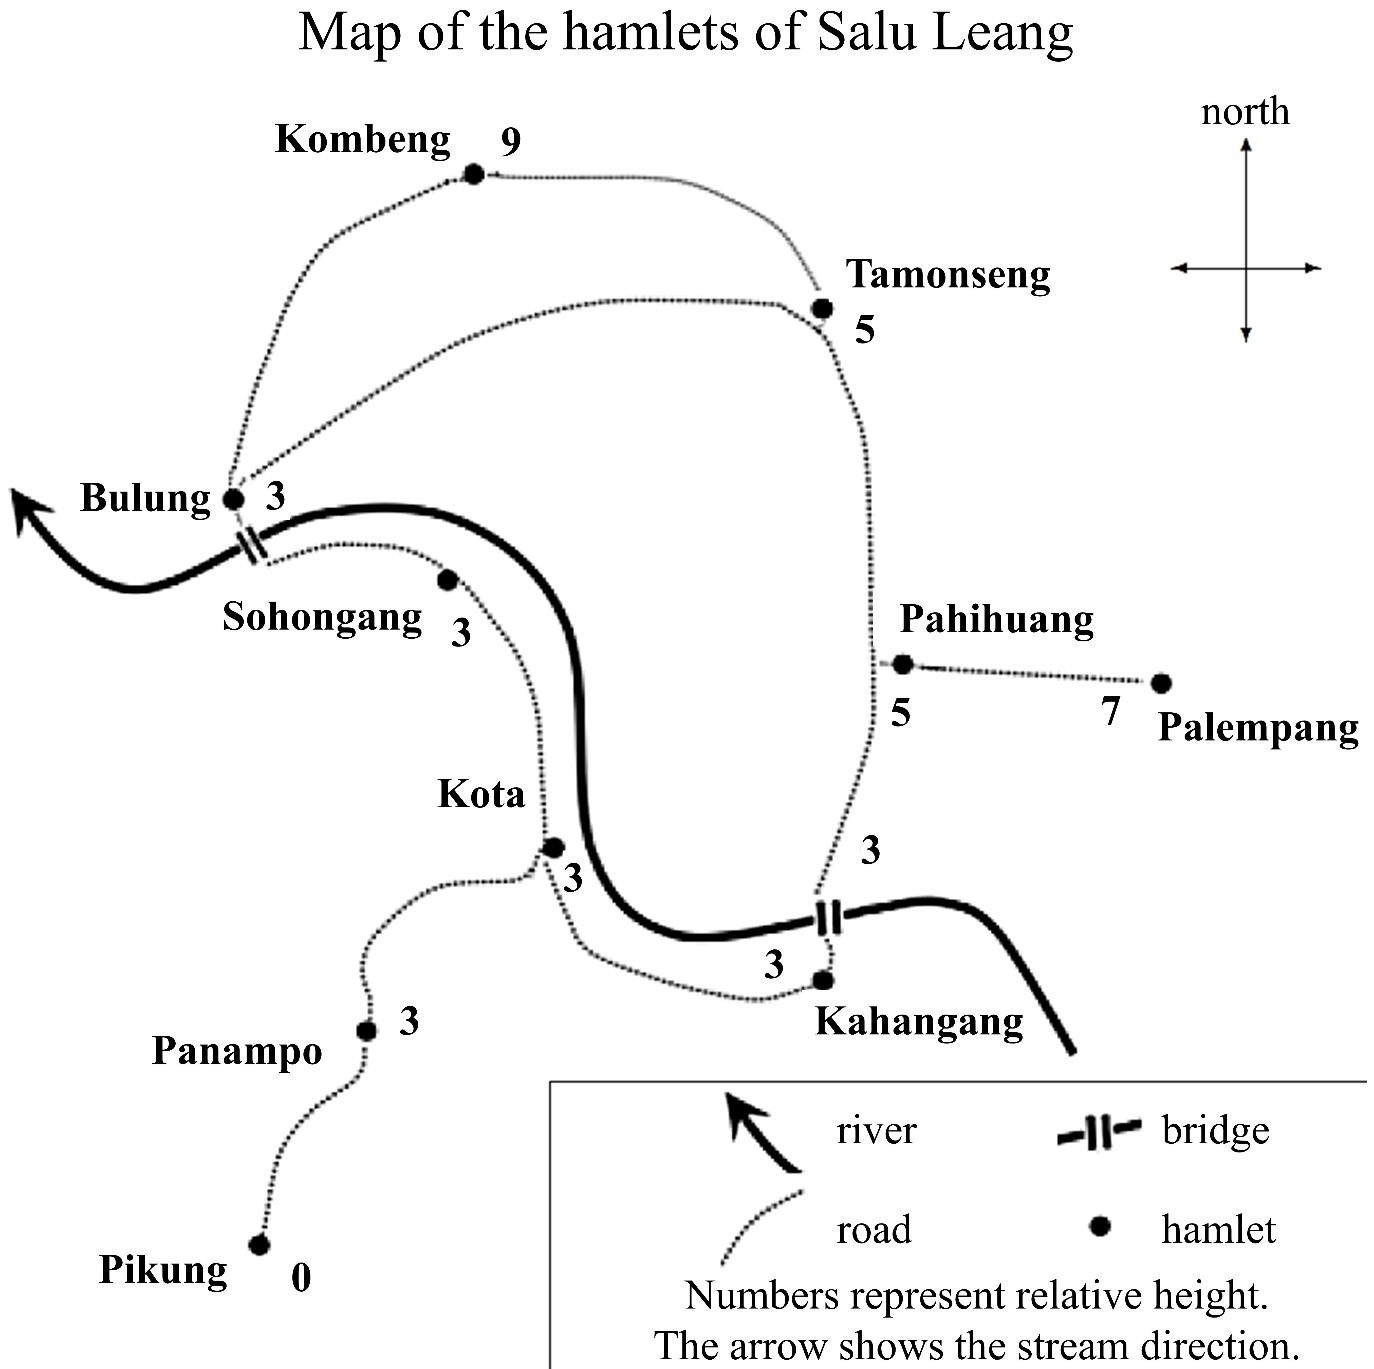 Map of the hamlets of Salu Leang
north
Kombeng 9
Tamonseng
5
Bulung 3
Sohongang
3
Pahihuang
5
7
Palempang
Kota
3
3
3
Kahangang
Panampo 3
Pikung 0
river
bridge
road
hamlet
Numbers represent relative height.
The arrow shows the stream direction.